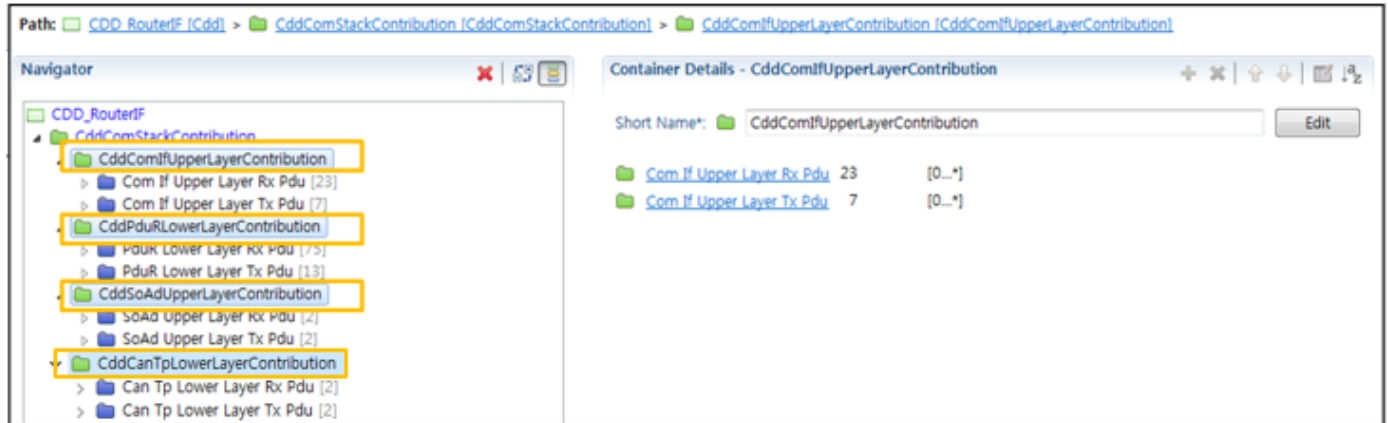 Path: CDD_RouterIF [Cdd] > CddComStackContribution [CddComStackContribution] > CddComIfUpperLayerContribution [CddComIfUpperLayerContribution]
Navigator
CDD_RouterIF
CddComStackContribution
CddComIfUpperLayerContribution
Com If Upper Layer Rx Pdu [23]
Com If Upper Layer Tx Pdu [7]
CddPduRLowerLayerContribution
PduR Lower Layer Rx Pdu [75]
PduR Lower Layer Tx Pdu [13]
CddSoAdUpperLayerContribution
SoAd Upper Layer Rx Pdu [2]
SoAd Upper Layer Tx Pdu [2]
CddCanTpLowerLayerContribution
Can Tp Lower Layer Rx Pdu [2]
Can Tp Lower Layer Tx Pdu [2]
Container Details - CddComIfUpperLayerContribution
Short Name*: CddComIfUpperLayerContribution Edit
Com If Upper Layer Rx Pdu 23 [0...*]
Com If Upper Layer Tx Pdu 7 [0...*]